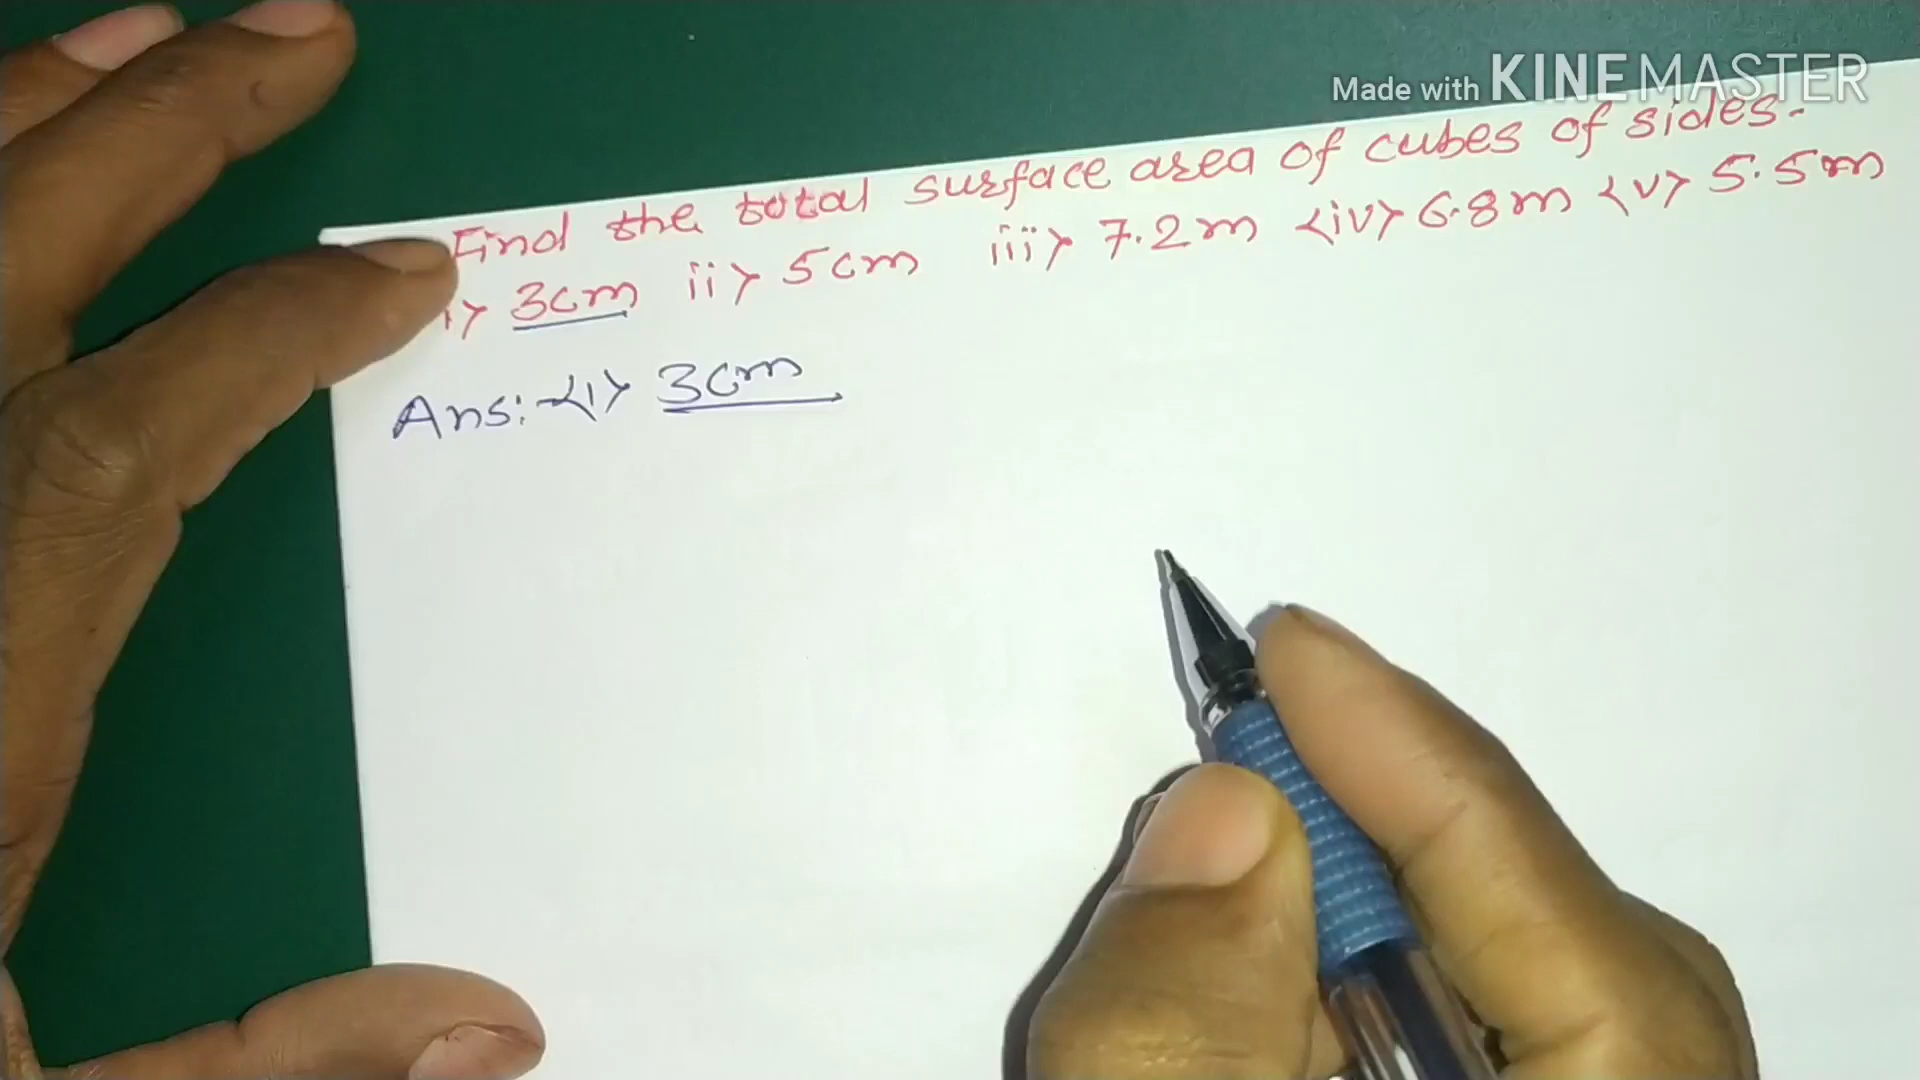 Made with KINEMASTER
Find the total surface area of cubes of sides.
i> 3cm ii> 5cm iii> 7.2m <iv> 6.8m <v> 5.5m
Ans:- <i> 3cm